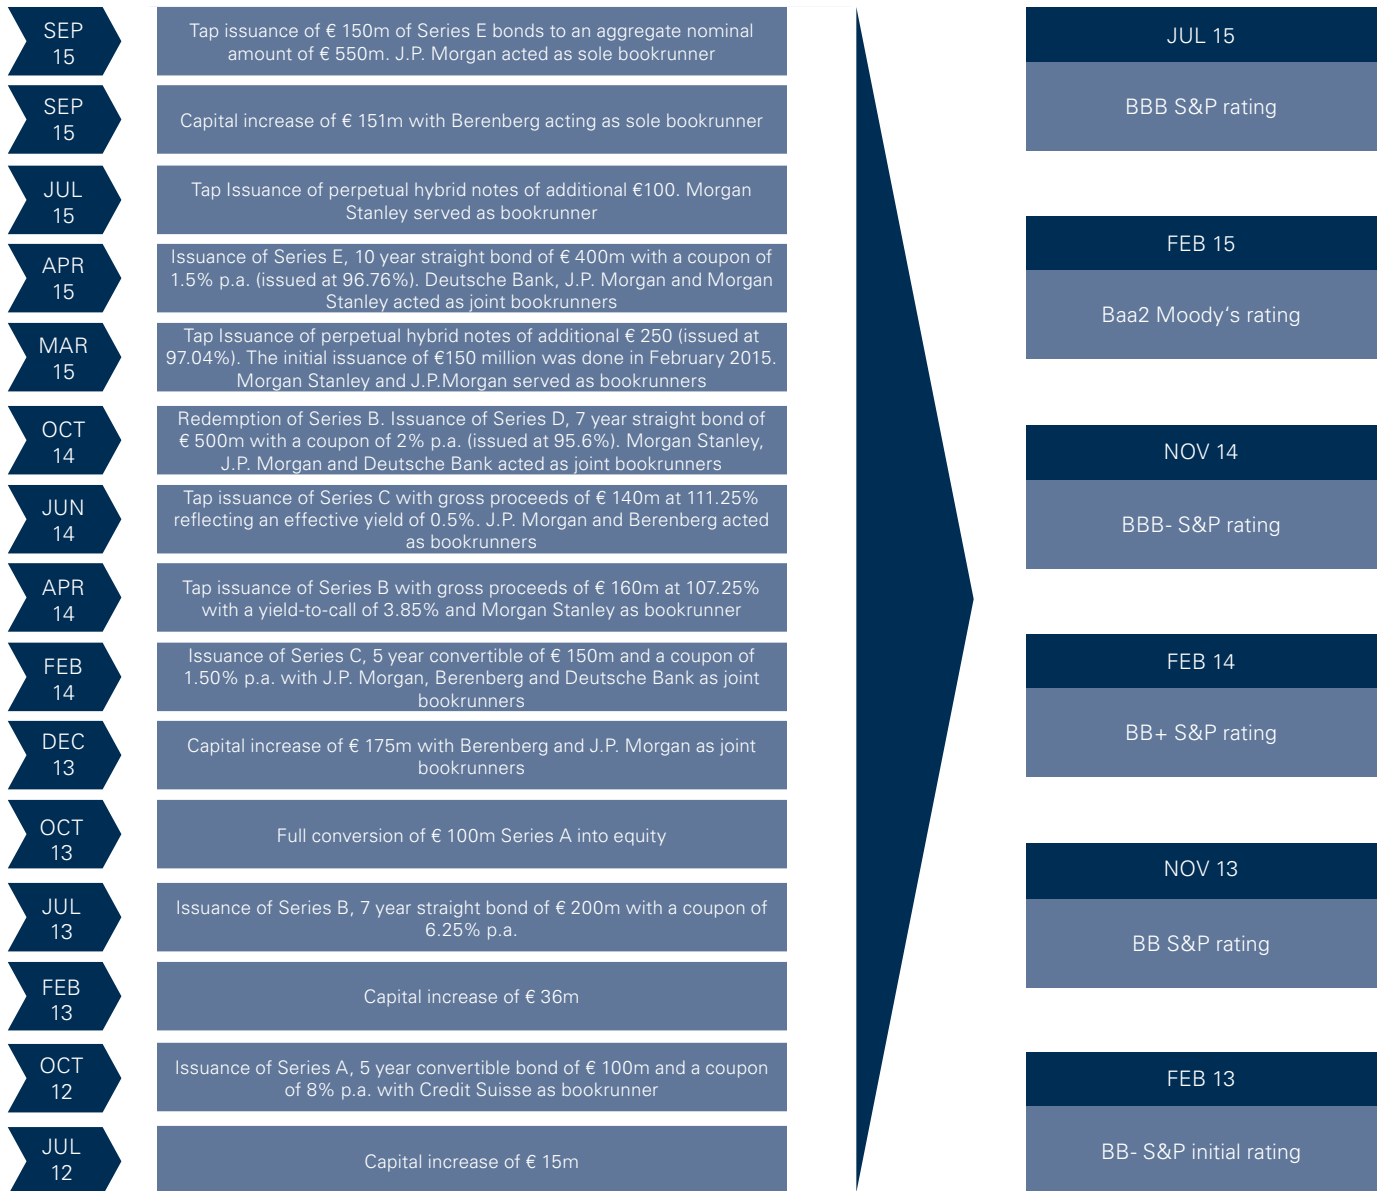 SEP
15
Tap issuance of € 150m of Series E bonds to an aggregate nominal
amount of € 550m. J.P. Morgan acted as sole bookrunner
SEP
15
Capital increase of € 151m with Berenberg acting as sole bookrunner
JUL
15
Tap Issuance of perpetual hybrid notes of additional €100. Morgan
Stanley served as bookrunner
APR
15
Issuance of Series E, 10 year straight bond of € 400m with a coupon of
1.5% p.a. (issued at 96.76%). Deutsche Bank, J.P. Morgan and Morgan
Stanley acted as joint bookrunners
MAR
15
Tap Issuance of perpetual hybrid notes of additional € 250 (issued at
97.04%). The initial issuance of €150 million was done in February 2015.
Morgan Stanley and J.P.Morgan served as bookrunners
OCT
14
Redemption of Series B. Issuance of Series D, 7 year straight bond of
€ 500m with a coupon of 2% p.a. (issued at 95.6%). Morgan Stanley,
J.P. Morgan and Deutsche Bank acted as joint bookrunners
JUN
14
Tap issuance of Series C with gross proceeds of € 140m at 111.25%
reflecting an effective yield of 0.5%. J.P. Morgan and Berenberg acted
as bookrunners
APR
14
Tap issuance of Series B with gross proceeds of € 160m at 107.25%
with a yield-to-call of 3.85% and Morgan Stanley as bookrunner
FEB
14
Issuance of Series C, 5 year convertible of € 150m and a coupon of
1.50% p.a. with J.P. Morgan, Berenberg and Deutsche Bank as joint
bookrunners
DEC
13
Capital increase of € 175m with Berenberg and J.P. Morgan as joint
bookrunners
OCT
13
Full conversion of € 100m Series A into equity
JUL
13
Issuance of Series B, 7 year straight bond of € 200m with a coupon of
6.25% p.a.
FEB
13
Capital increase of € 36m
OCT
12
Issuance of Series A, 5 year convertible bond of € 100m and a coupon
of 8% p.a. with Credit Suisse as bookrunner
JUL
12
Capital increase of € 15m
JUL 15
BBB S&P rating
FEB 15
Baa2 Moody‘s rating
NOV 14
BBB- S&P rating
FEB 14
BB+ S&P rating
NOV 13
BB S&P rating
FEB 13
BB- S&P initial rating